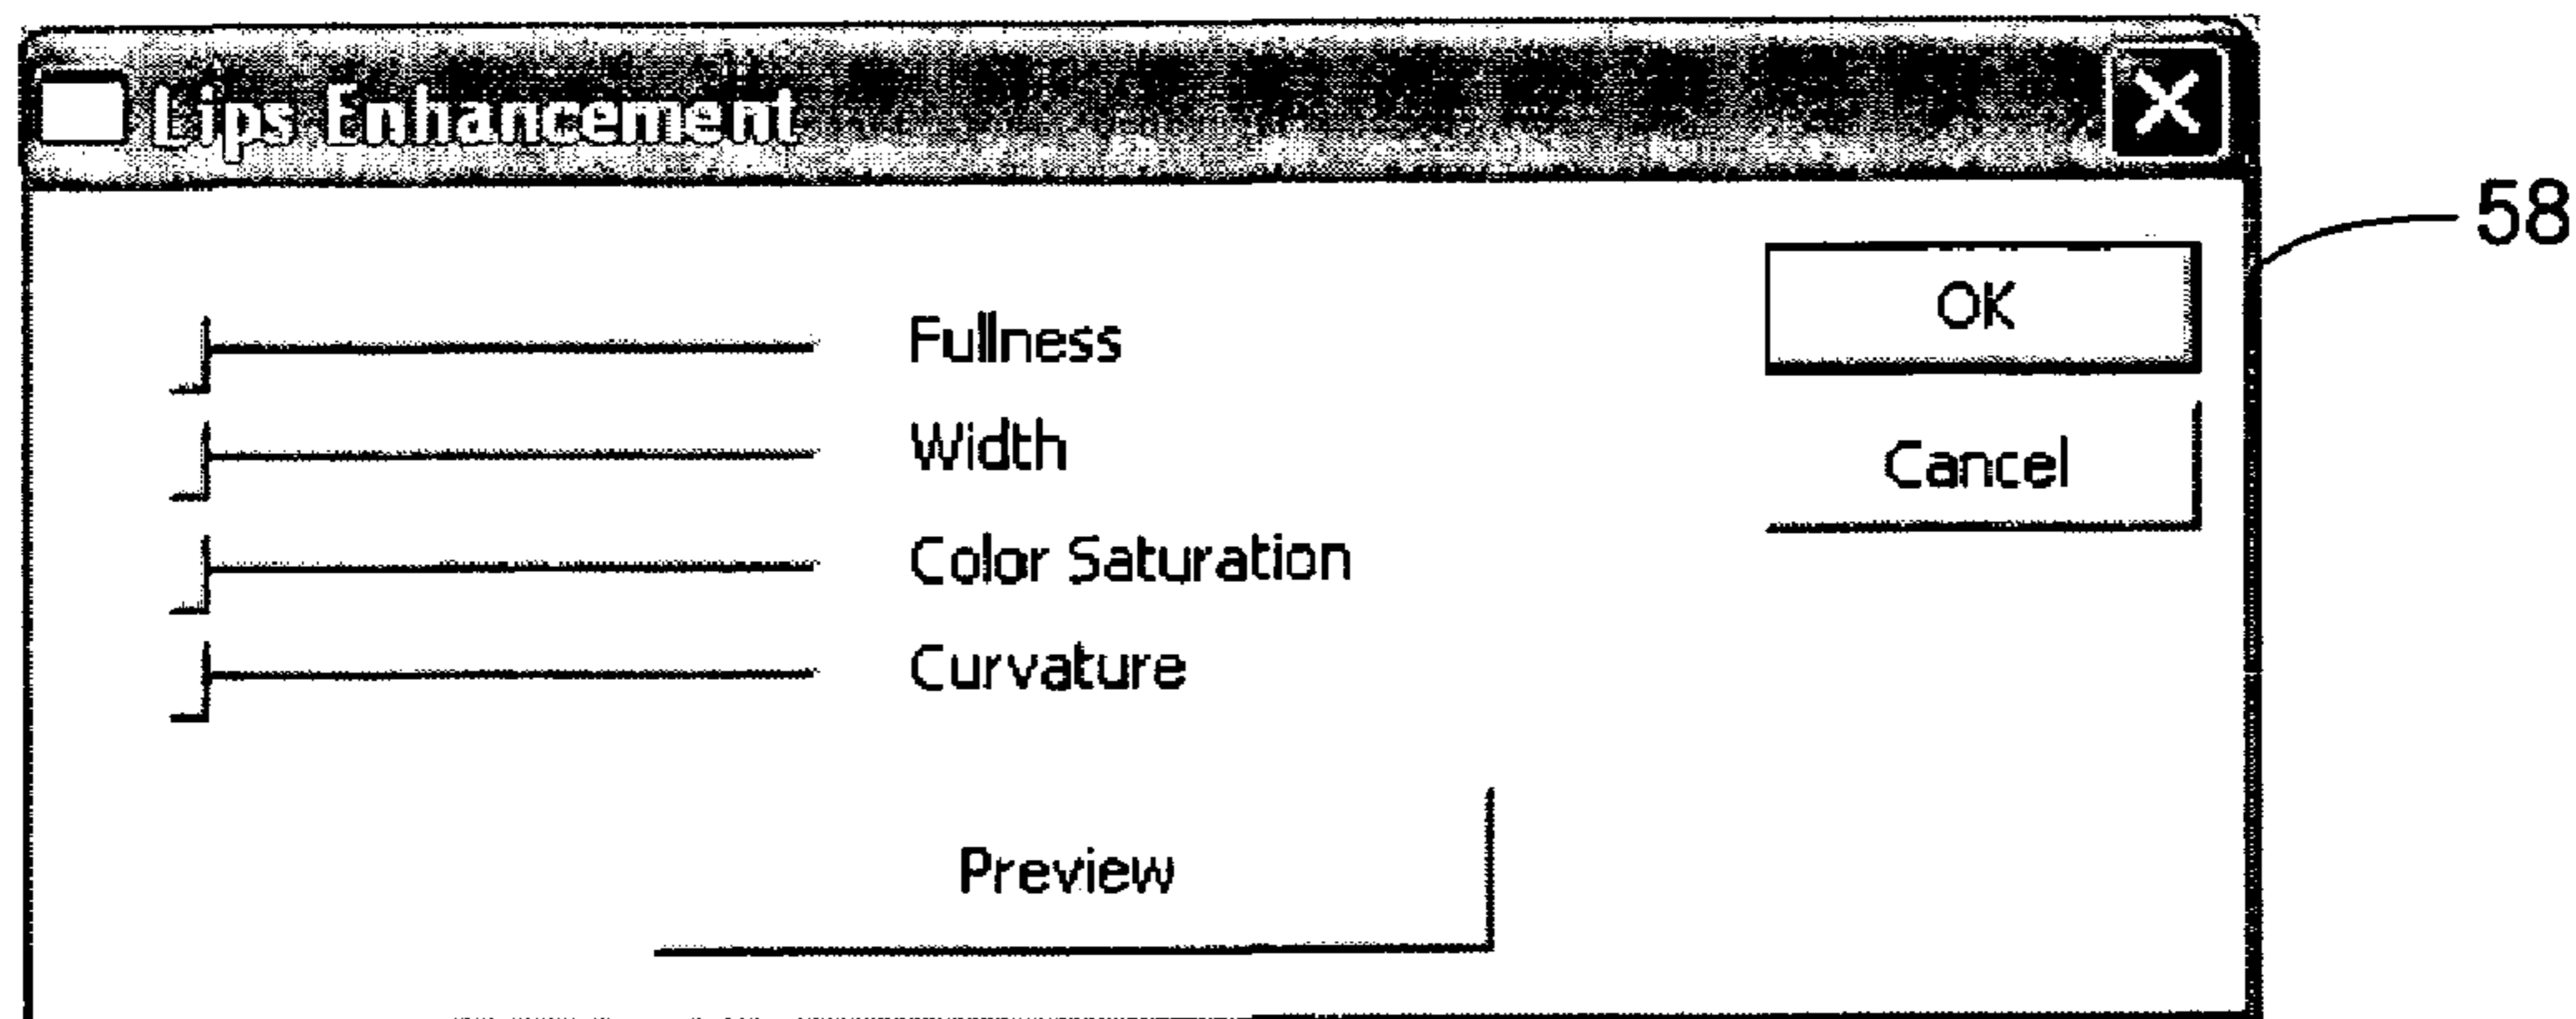 Lips Enhancement
58
OK
Fullness
Width
Cancel
Color Saturation
Curvature
Preview